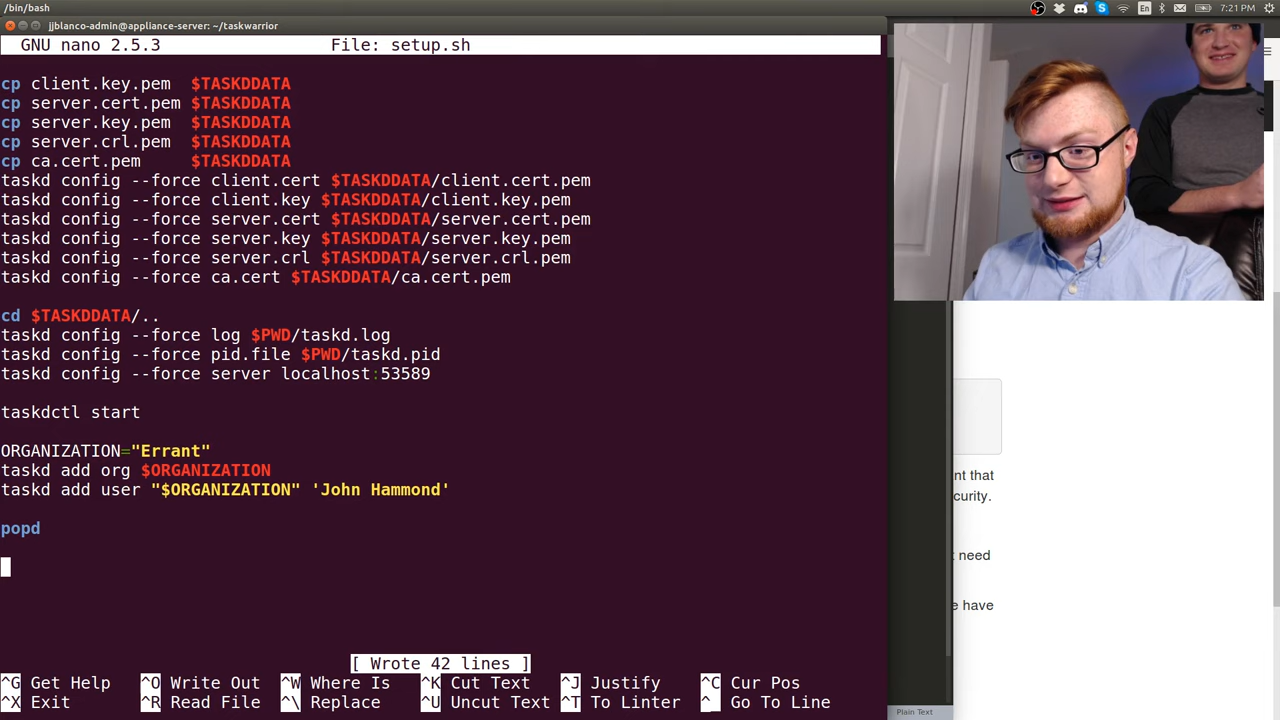 /bin/bash
En
7:21 PM
jjblanco-admin@appliance-server: ~/taskwarrior
GNU nano 2.5.3 File: setup.sh
cp client.key.pem $TASKDDATA
cp server.cert.pem $TASKDDATA
cp server.key.pem $TASKDDATA
cp server.crl.pem $TASKDDATA
cp ca.cert.pem $TASKDDATA
taskd config --force client.cert $TASKDDATA/client.cert.pem
taskd config --force client.key $TASKDDATA/client.key.pem
taskd config --force server.cert $TASKDDATA/server.cert.pem
taskd config --force server.key $TASKDDATA/server.key.pem
taskd config --force server.crl $TASKDDATA/server.crl.pem
taskd config --force ca.cert $TASKDDATA/ca.cert.pem
cd $TASKDDATA/..
taskd config --force log $PWD/taskd.log
taskd config --force pid.file $PWD/taskd.pid
taskd config --force server localhost:53589
taskdctl start
ORGANIZATION="Errant"
taskd add org $ORGANIZATION
taskd add user "$ORGANIZATION" 'John Hammond'
popd
[ Wrote 42 lines ]
^G Get Help ^O Write Out ^W Where Is ^K Cut Text ^J Justify ^C Cur Pos
^X Exit ^R Read File ^\ Replace ^U Uncut Text ^T To Linter ^_ Go To Line
nt that
curity.
need
e have
Plain Text